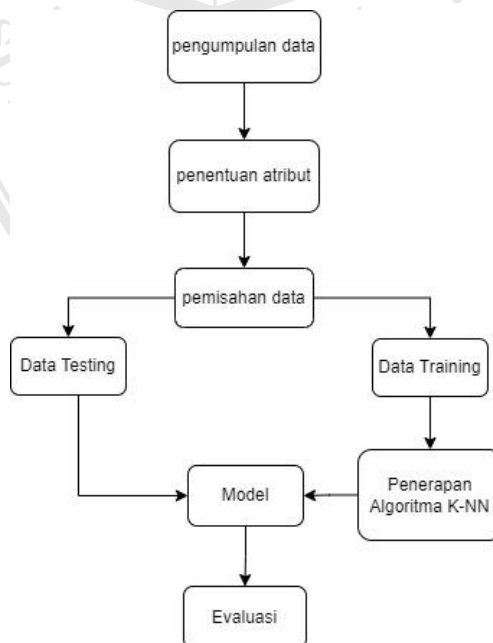 pengumpulan data
penentuan atribut
pemisahan data
Data Testing
Data Training
Penerapan
Algoritma K-NN
Model
Evaluasi